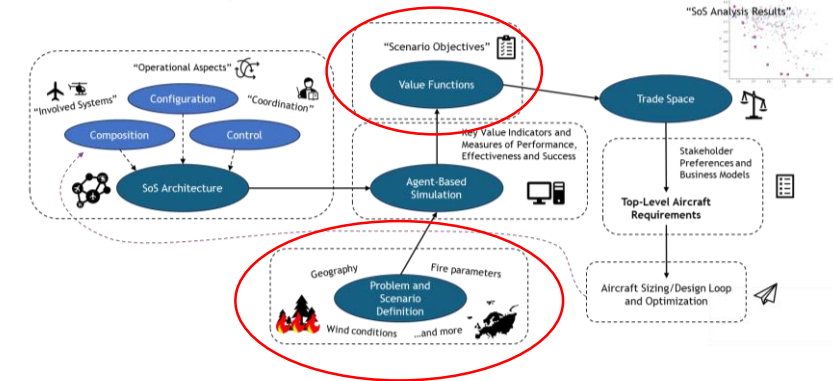 "SoS Analysis Results"
"Scenario Objectives"
Value Functions
"Operational Aspects"
"Involved Systems"
Configuration
"Coordination"
Composition
Control
SoS Architecture
Trade Space
Key Value Indicators and
Measures of Performance,
Effectiveness and Success
Agent-Based
Simulation
Stakeholder
Preferences and
Business Models
Top-Level Aircraft
Requirements
Geography
Fire parameters
Problem and
Scenario
Definition
Wind conditions
...and more
Aircraft Sizing/Design Loop
and Optimization